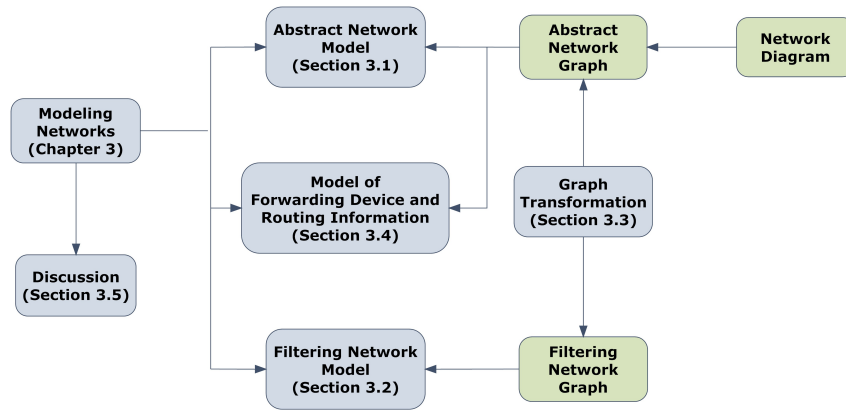 Abstract Network
Model
(Section 3.1)
Abstract
Network
Graph
Network
Diagram
Modeling
Networks
(Chapter 3)
Model of
Forwarding Device and
Routing Information
(Section 3.4)
Graph
Transformation
(Section 3.3)
Discussion
(Section 3.5)
Filtering Network
Model
(Section 3.2)
Filtering
Network
Graph